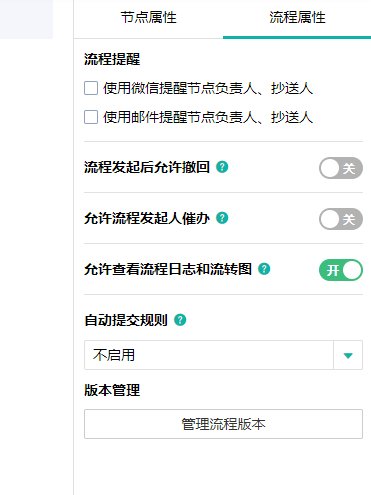 节点属性 流程属性
流程提醒
使用微信提醒节点负责人、抄送人
使用邮件提醒节点负责人、抄送人
流程发起后允许撤回 ? 关
允许流程发起人催办 ? 关
允许查看流程日志和流转图 ? 开
自动提交规则 ?
不启用
版本管理
管理流程版本